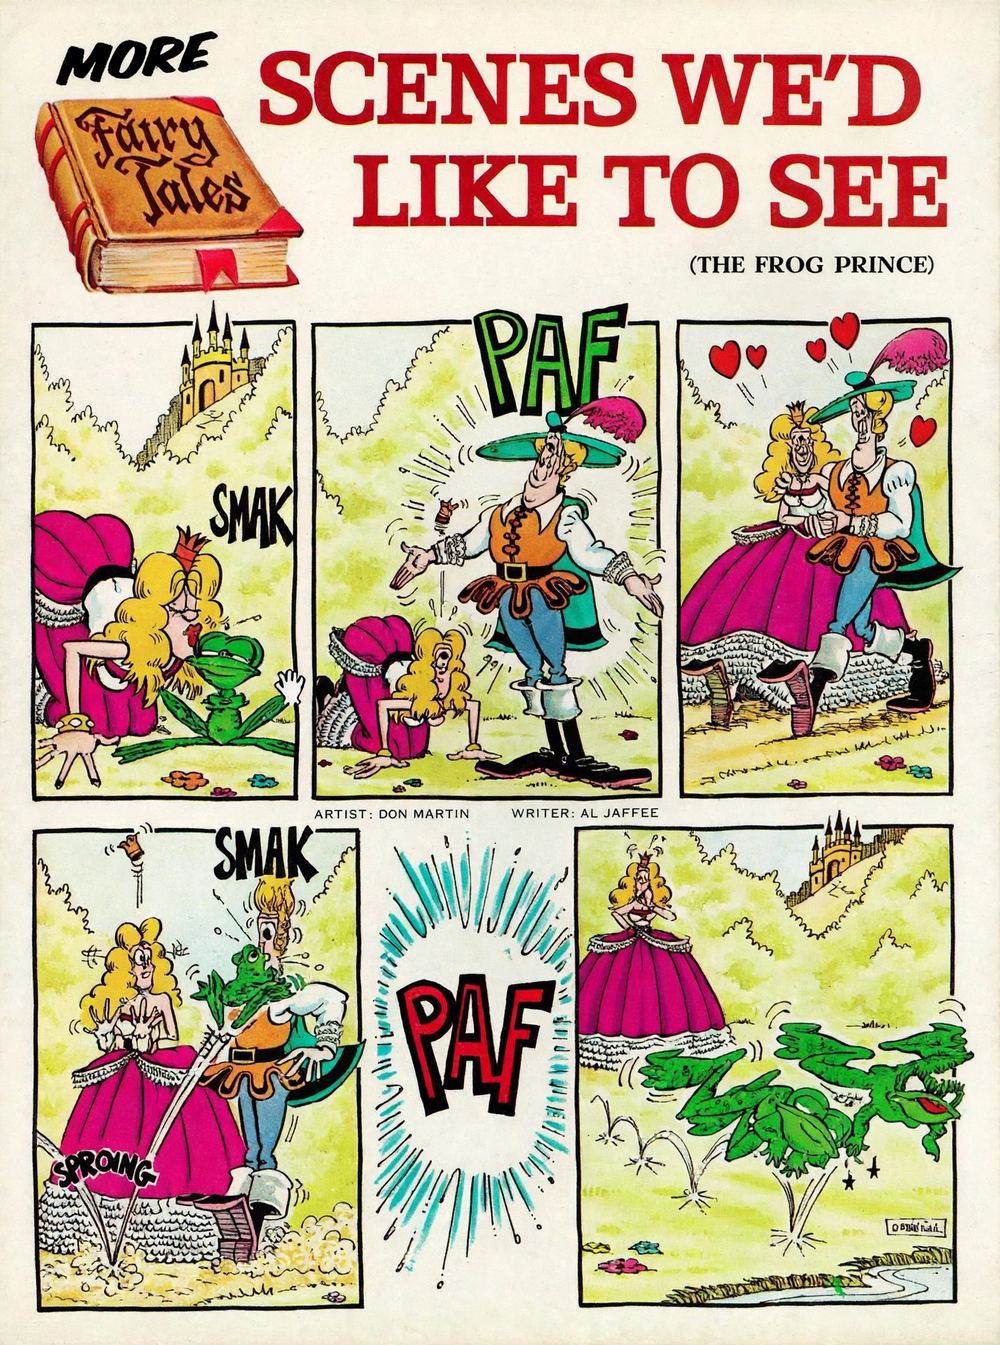 MORE
Fairy
Tales
SCENES WE'D
LIKE TO SEE
(THE FROG PRINCE)
SMAK
PAF
ARTIST: DON MARTIN WRITER: AL JAFFEE
SMAK
SPROING
PAF